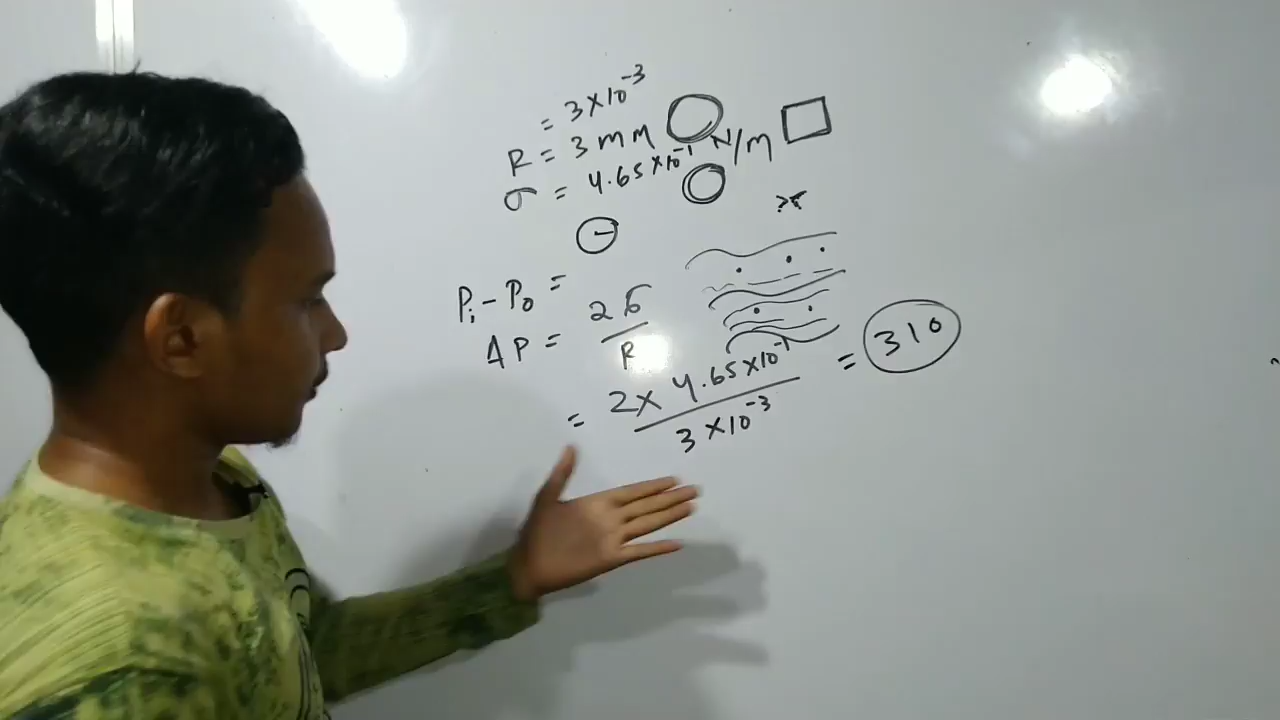 = 3×10⁻³
R = 3 mm
σ = 4.65×10⁻¹ N/m
Pᵢ - P₀ =
ΔP = 2σ/R
= 2× 4.65×10⁻¹ / 3×10⁻³ = 310